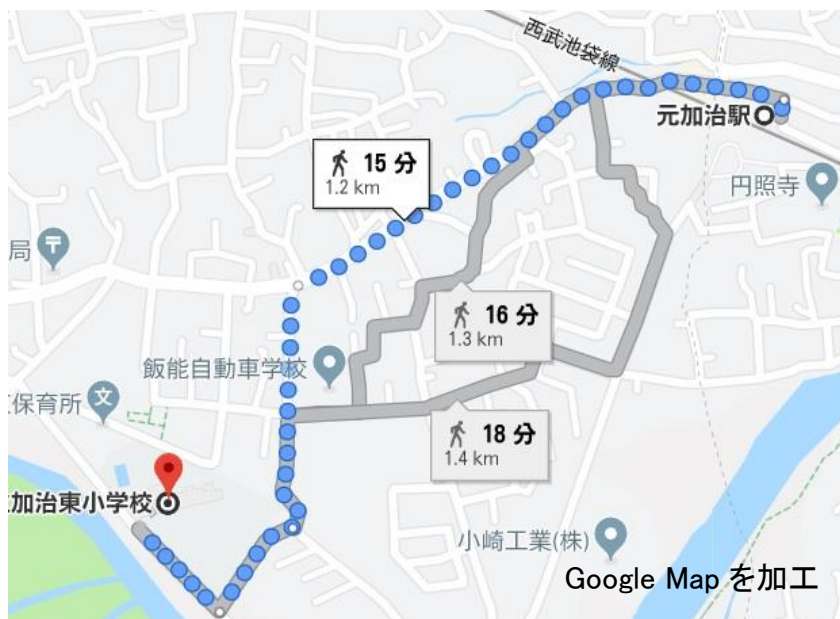 西武池袋線
元加治駅
15 分
1.2 km
円照寺
局
16 分
1.3 km
飯能自動車学校
保育所
文
18 分
1.4 km
加治東小学校
小崎工業(株)
Google Map を加工